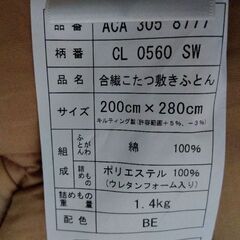 品番 ACA 305 8777
柄番 CL 0560 SW
品名 合繊こたつ敷きふとん
サイズ 200cm×280cm
キルティング製(許容範囲+5%、-3%)
組成 ふとんがわ 綿 100%
詰めもの ポリエステル 100%
(ウレタンフォーム入り)
詰めもの重量 1.4kg
配色 BE